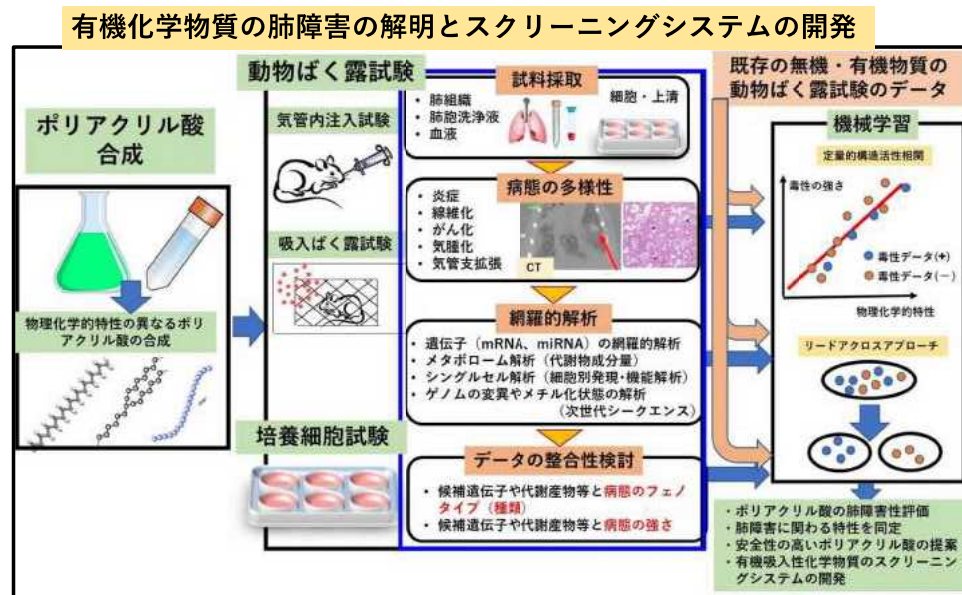 有機化学物質の肺障害の解明とスクリーニングシステムの開発
ポリアクリル酸
合成
物理化学的特性の異なるポリ
アクリル酸の合成
動物ばく露試験
気管内注入試験
吸入ばく露試験
培養細胞試験
試料採取
・ 肺組織
・ 肺胞洗浄液
・ 血液
細胞・上清
病態の多様性
・ 炎症
・ 線維化
・ がん化
・ 気腫化
・ 気管支拡張
CT
網羅的解析
・ 遺伝子（mRNA、miRNA）の網羅的解析
・ メタボローム解析（代謝物成分量）
・ シングルセル解析（細胞別発現・機能解析）
・ ゲノムの変異やメチル化状態の解析
（次世代シークエンス）
データの整合性検討
・ 候補遺伝子や代謝産物等と病態のフェノ
タイプ（種類）
・ 候補遺伝子や代謝産物等と病態の強さ
既存の無機・有機物質の
動物ばく露試験のデータ
機械学習
定量的構造活性相関
毒性の強さ
毒性データ(+)
毒性データ(−)
物理化学的特性
リードアクロスアプローチ
・ポリアクリル酸の肺障害性評価
・肺障害に関わる特性を同定
・安全性の高いポリアクリル酸の提案
・有機吸入性化学物質のスクリーニン
グシステムの開発